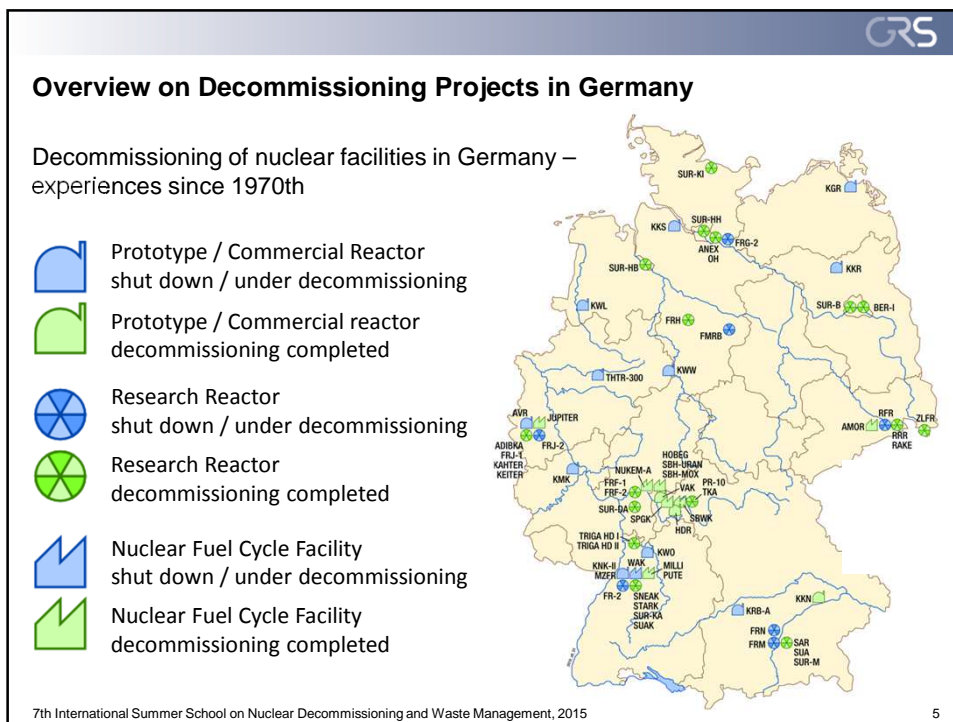 GRS
Overview on Decommissioning Projects in Germany
Decommissioning of nuclear facilities in Germany –
experiences since 1970th
Prototype / Commercial Reactor
shut down / under decommissioning
Prototype / Commercial reactor
decommissioning completed
Research Reactor
shut down / under decommissioning
Research Reactor
decommissioning completed
Nuclear Fuel Cycle Facility
shut down / under decommissioning
Nuclear Fuel Cycle Facility
decommissioning completed
SUR-KI
KGR
KKS
SUR-HH
ANEX
OH
FRG-2
SUR-HB
KKR
SUR-B
BER-I
KWL
FRH
FMRB
THTR-300
KWW
AVR
JUPITER
ADIBKA
FRJ-1
KAHTER
KEITER
FRJ-2
AMOR
RFR
RRR
RAKE
ZLFR
KMK
HOBEG
SBH-URAN
SBH-MOX
NUKEM-A
FRF-1
FRF-2
VAK
PR-10
TKA
SUR-DA
SPGK
SBWK
HDR
TRIGA HD I
TRIGA HD II
KWO
WAK
KNK-II
MZFR
MILLI
PUTE
FR-2
SNEAK
STARK
SUR-KA
SUAK
KRB-A
KKN
FRN
FRM
SAR
SUA
SUR-M
7th International Summer School on Nuclear Decommissioning and Waste Management, 2015
5